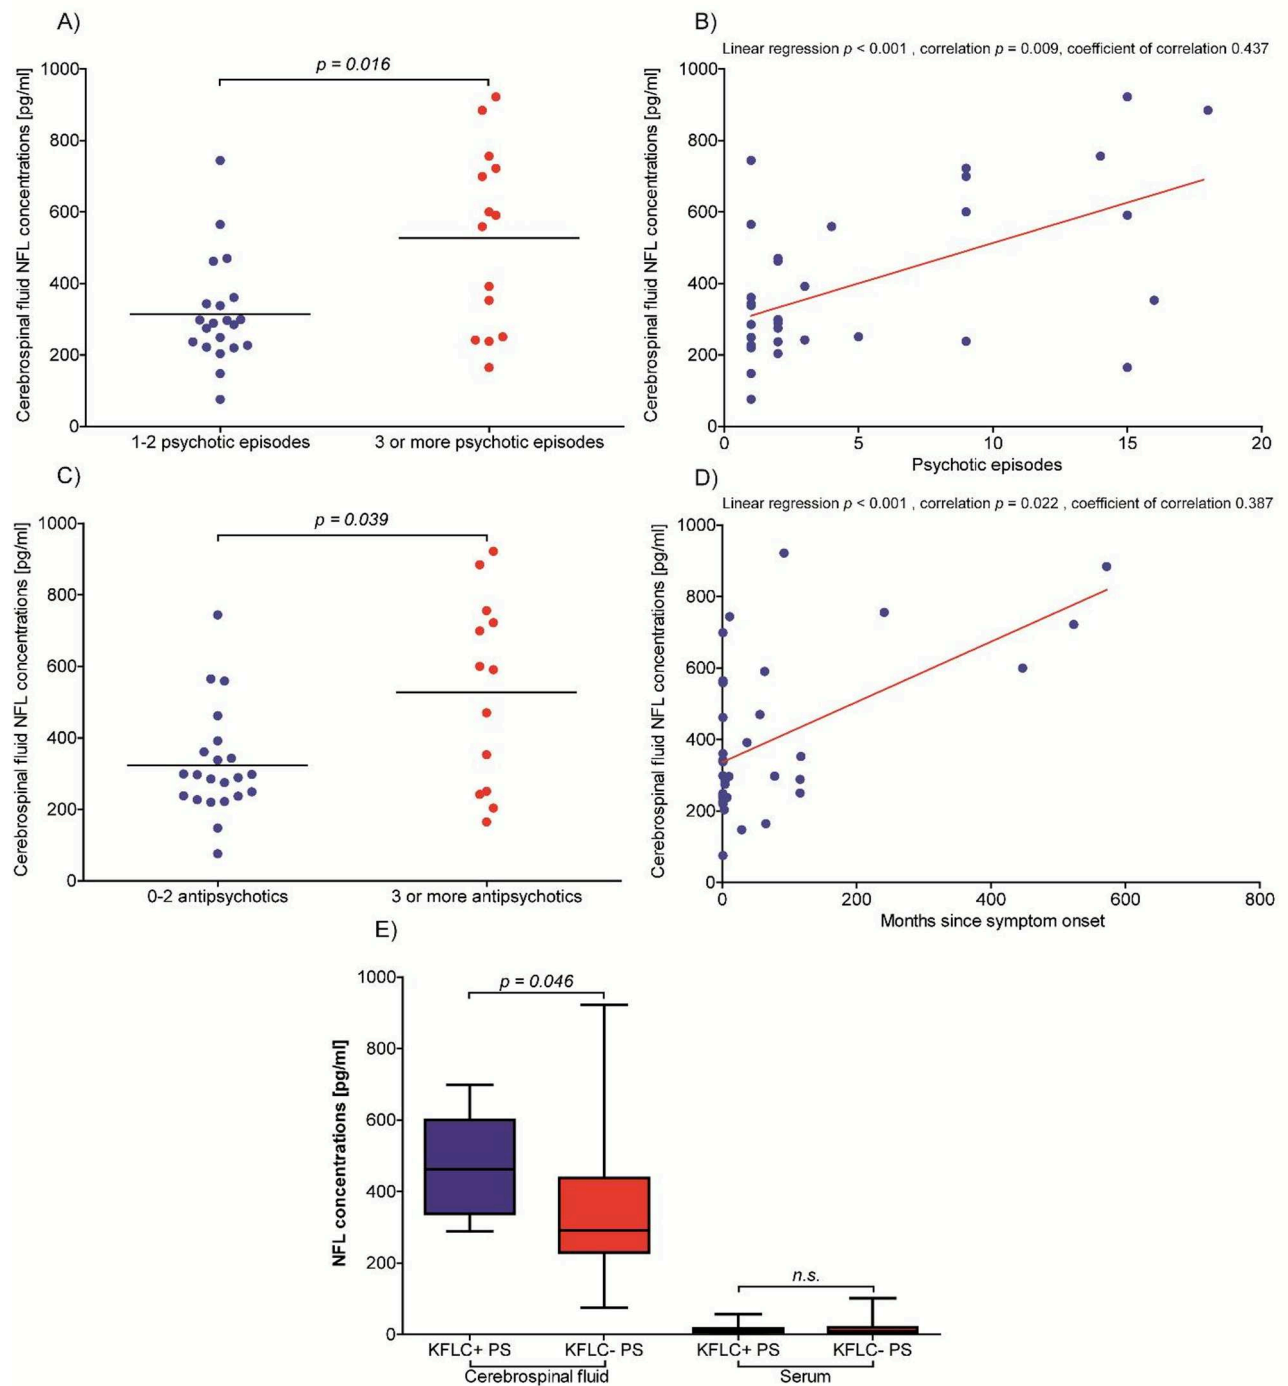 A)
p = 0.016
Cerebrospinal fluid NFL concentrations [pg/ml]
1000
800
600
400
200
0
1-2 psychotic episodes
3 or more psychotic episodes
B)
Linear regression p < 0.001 , correlation p = 0.009, coefficient of correlation 0.437
Cerebrospinal fluid NFL concentrations [pg/ml]
1000
800
600
400
200
0
0
5
10
15
20
Psychotic episodes
C)
p = 0.039
Cerebrospinal fluid NFL concentrations [pg/ml]
1000
800
600
400
200
0
0-2 antipsychotics
3 or more antipsychotics
D)
Linear regression p < 0.001 , correlation p = 0.022 , coefficient of correlation 0.387
Cerebrospinal fluid NFL concentrations [pg/ml]
1000
800
600
400
200
0
0
200
400
600
800
Months since symptom onset
E)
p = 0.046
NFL concentrations [pg/ml]
1000
800
600
400
200
0
n.s.
KFLC+ PS
KFLC- PS
KFLC+ PS
KFLC- PS
Cerebrospinal fluid
Serum